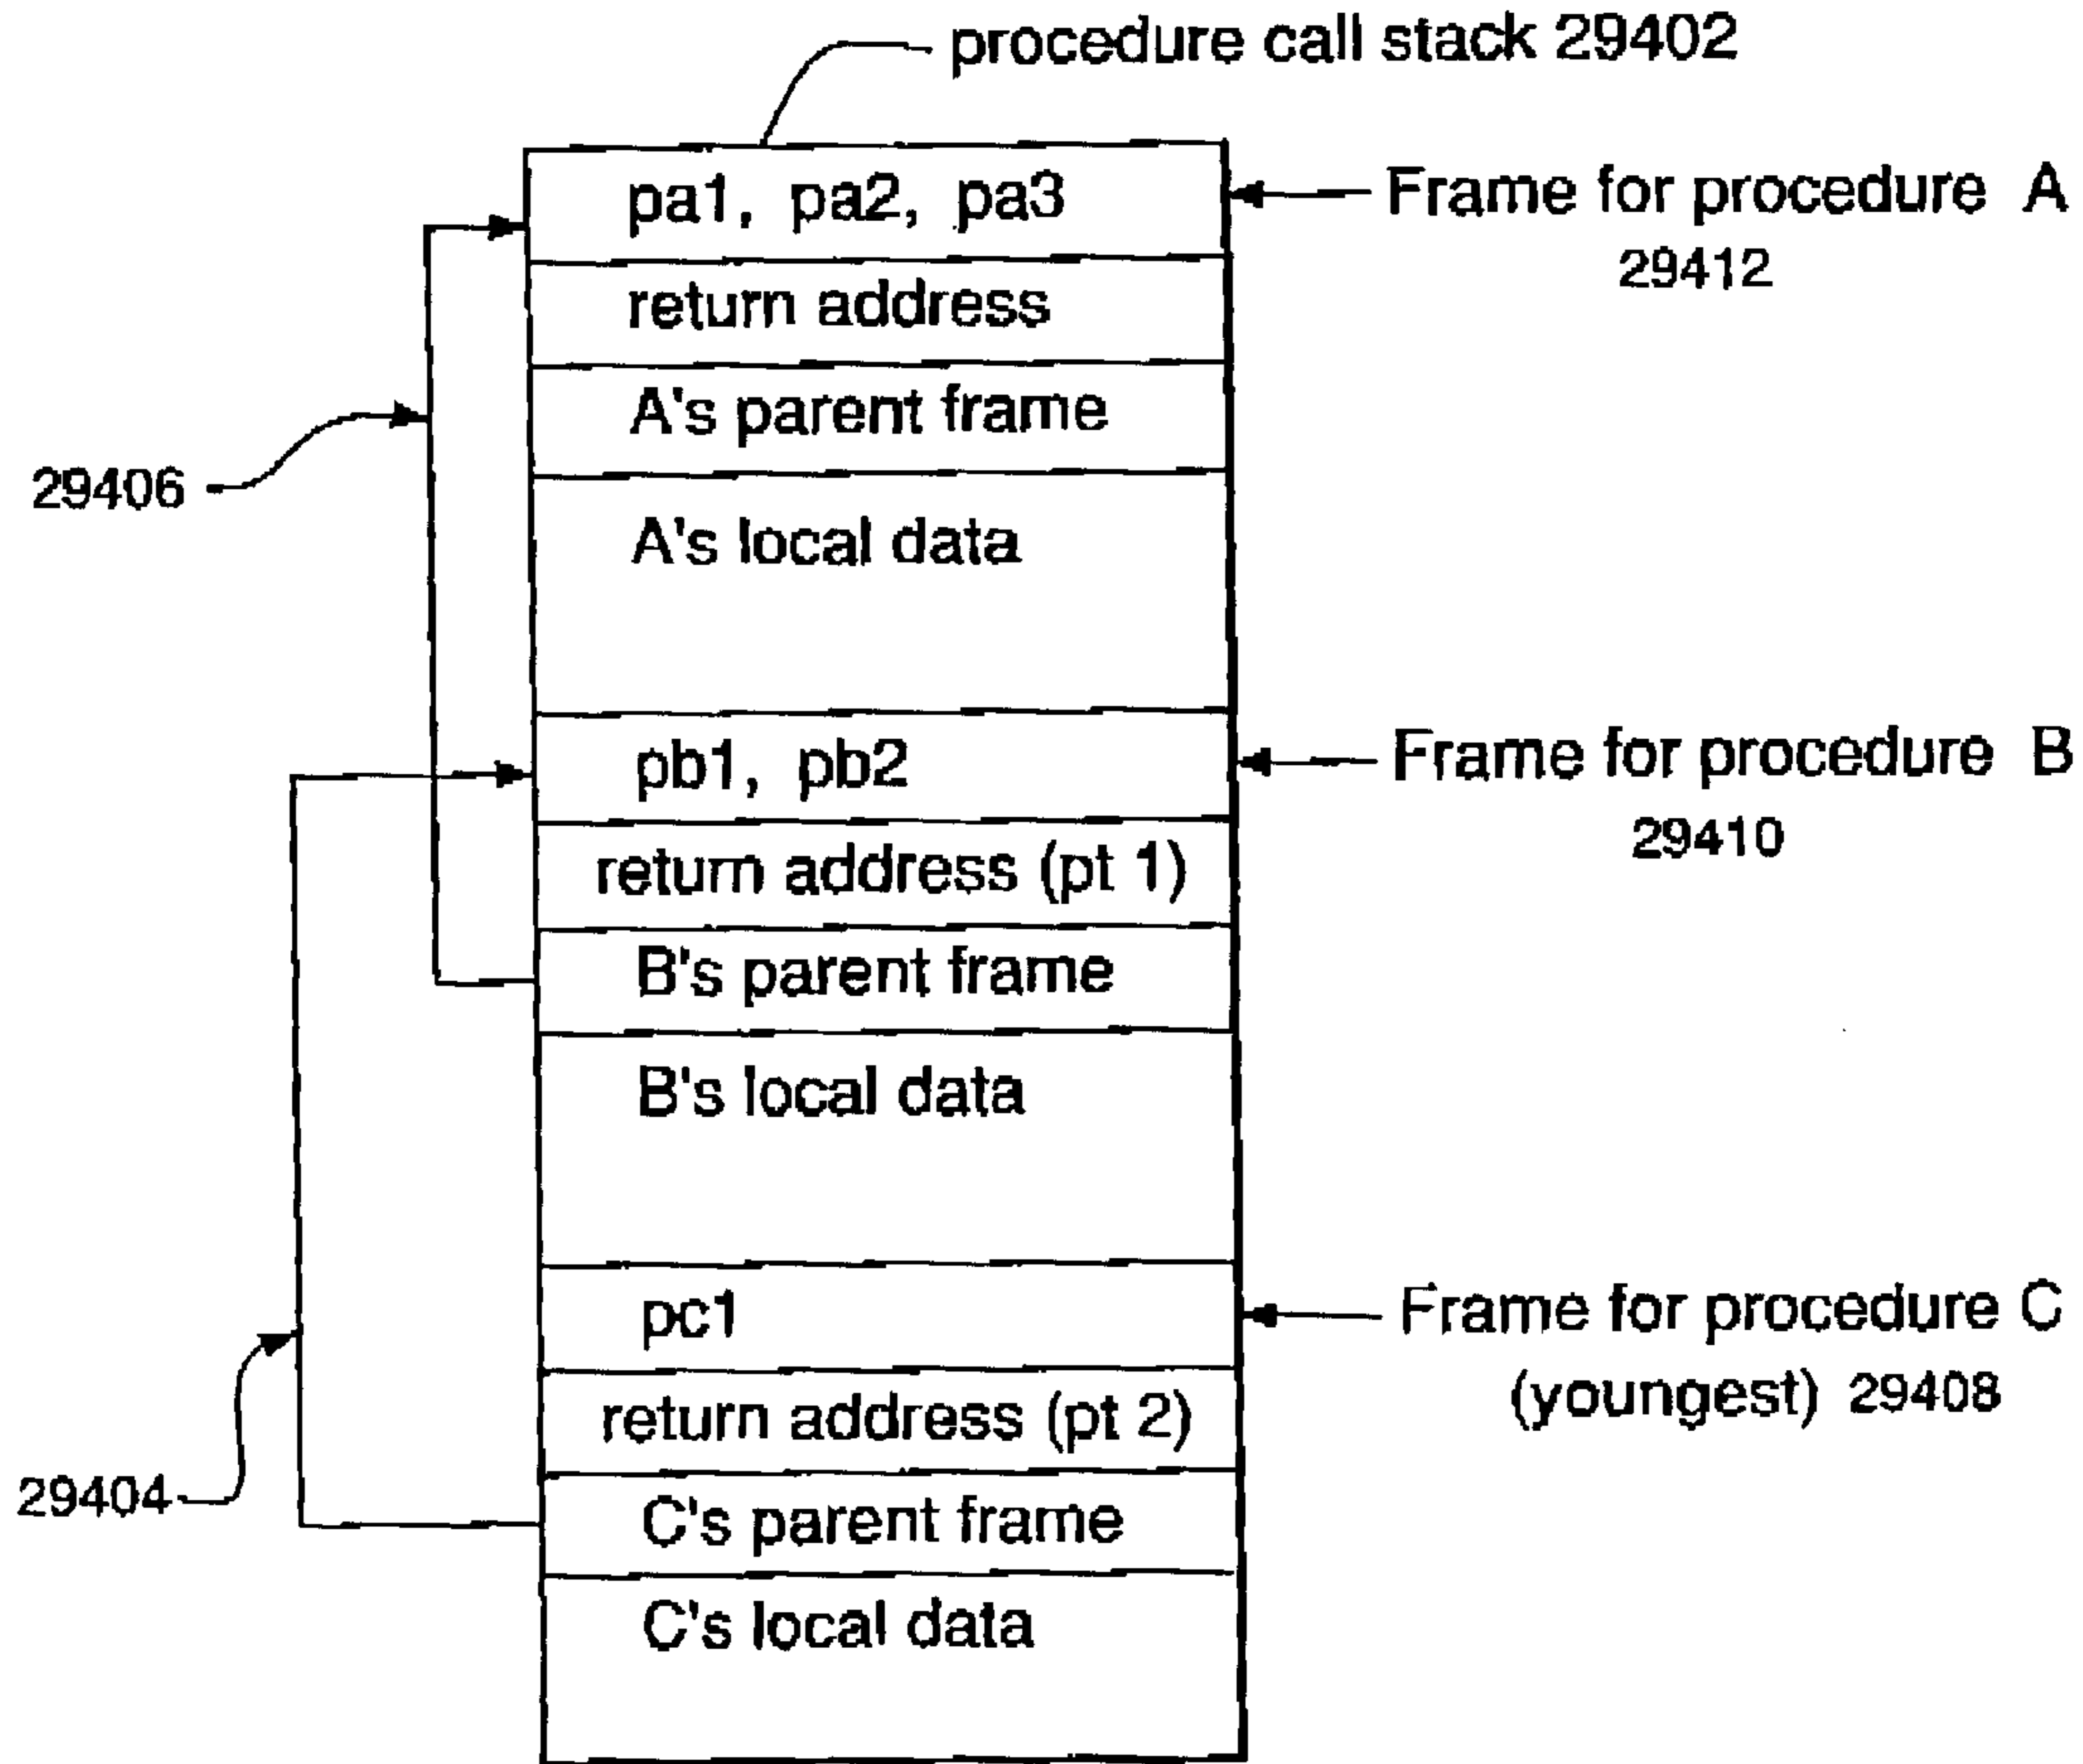 procedure call stack 29402
pa1, pa2, pa3
Frame for procedure A
29412
return address
A's parent frame
29406
A's local data
pb1, pb2
Frame for procedure B
29410
return address (pt 1)
B's parent frame
B's local data
pc1
Frame for procedure C
(youngest) 29408
return address (pt 2)
29404
C's parent frame
C's local data